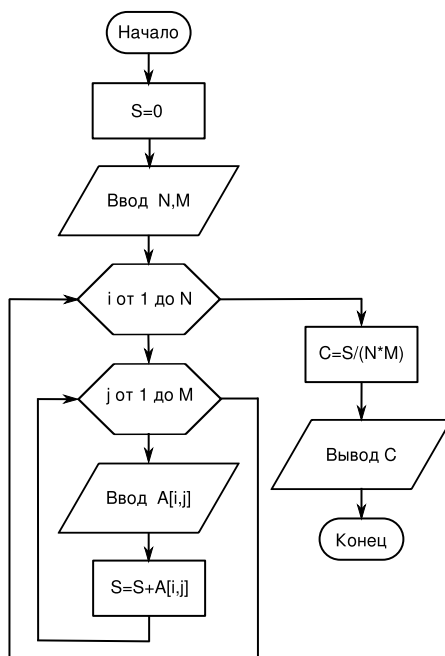 Начало
S=0
Ввод N,M
i от 1 до N
j от 1 до M
Ввод A[i,j]
S=S+A[i,j]
C=S/(N*M)
Вывод C
Конец